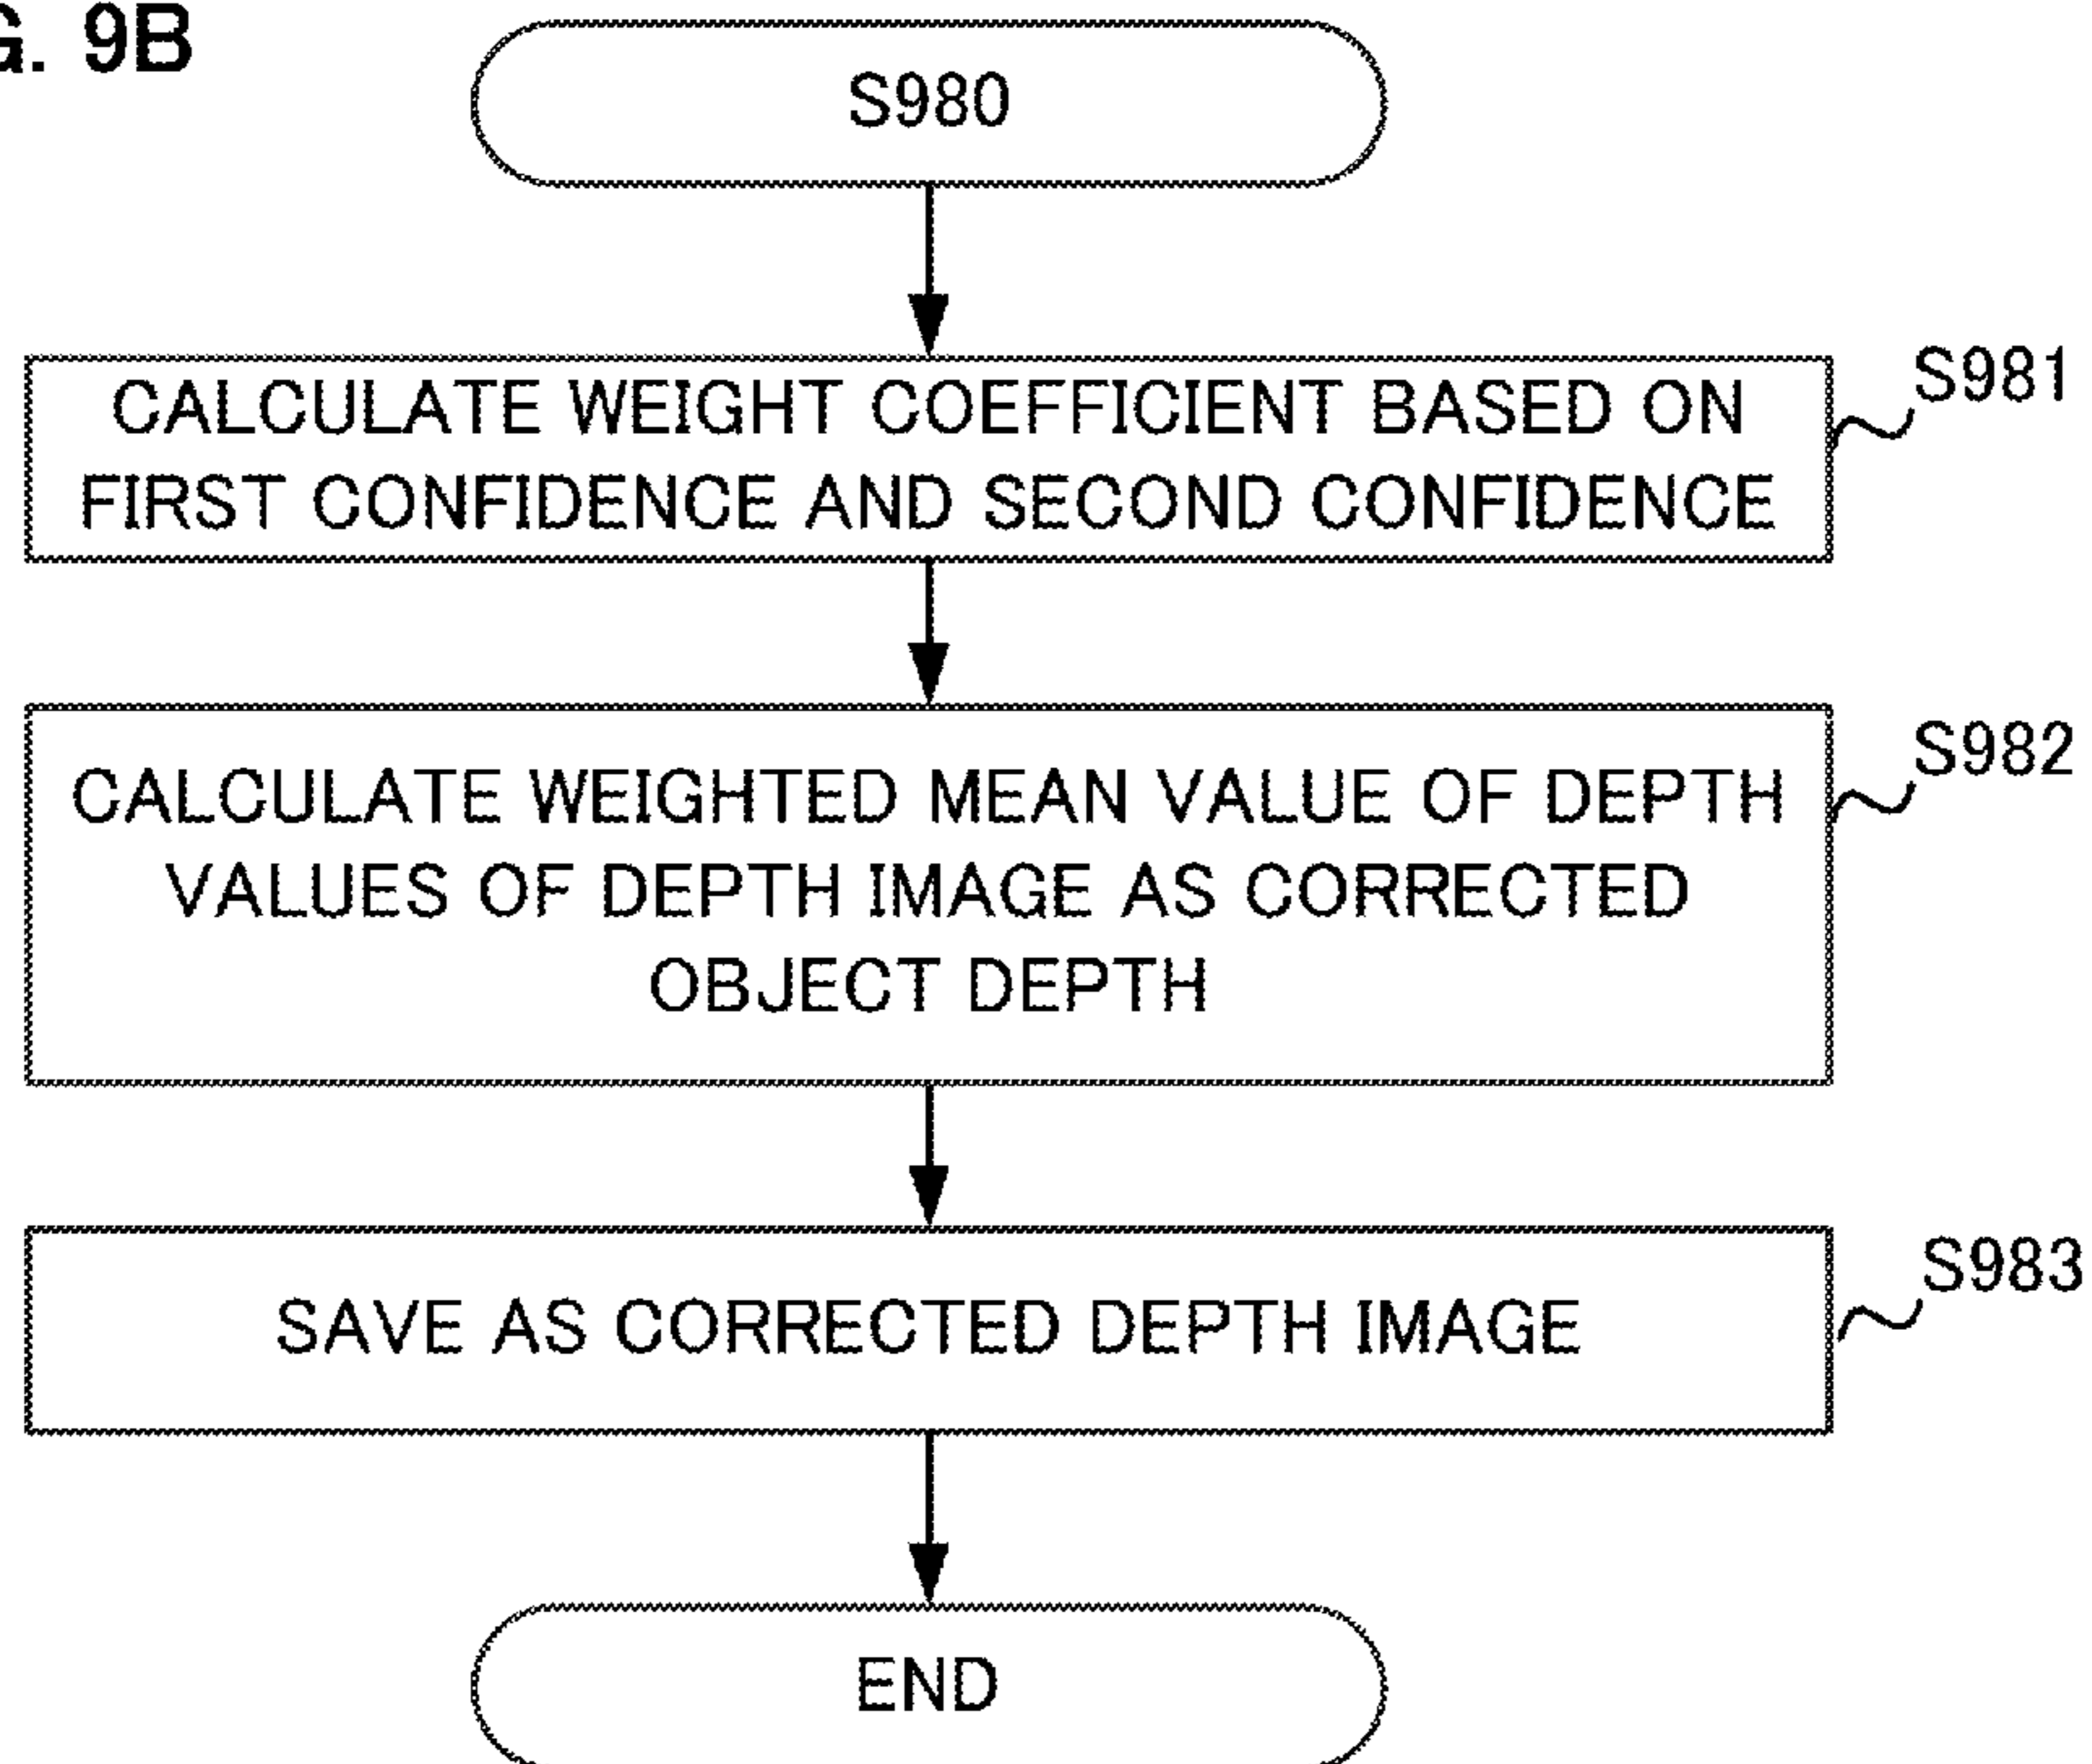 G. 9B
S980
CALCULATE WEIGHT COEFFICIENT BASED ON
FIRST CONFIDENCE AND SECOND CONFIDENCE
S981
CALCULATE WEIGHTED MEAN VALUE OF DEPTH
VALUES OF DEPTH IMAGE AS CORRECTED
OBJECT DEPTH
S982
SAVE AS CORRECTED DEPTH IMAGE
S983
END